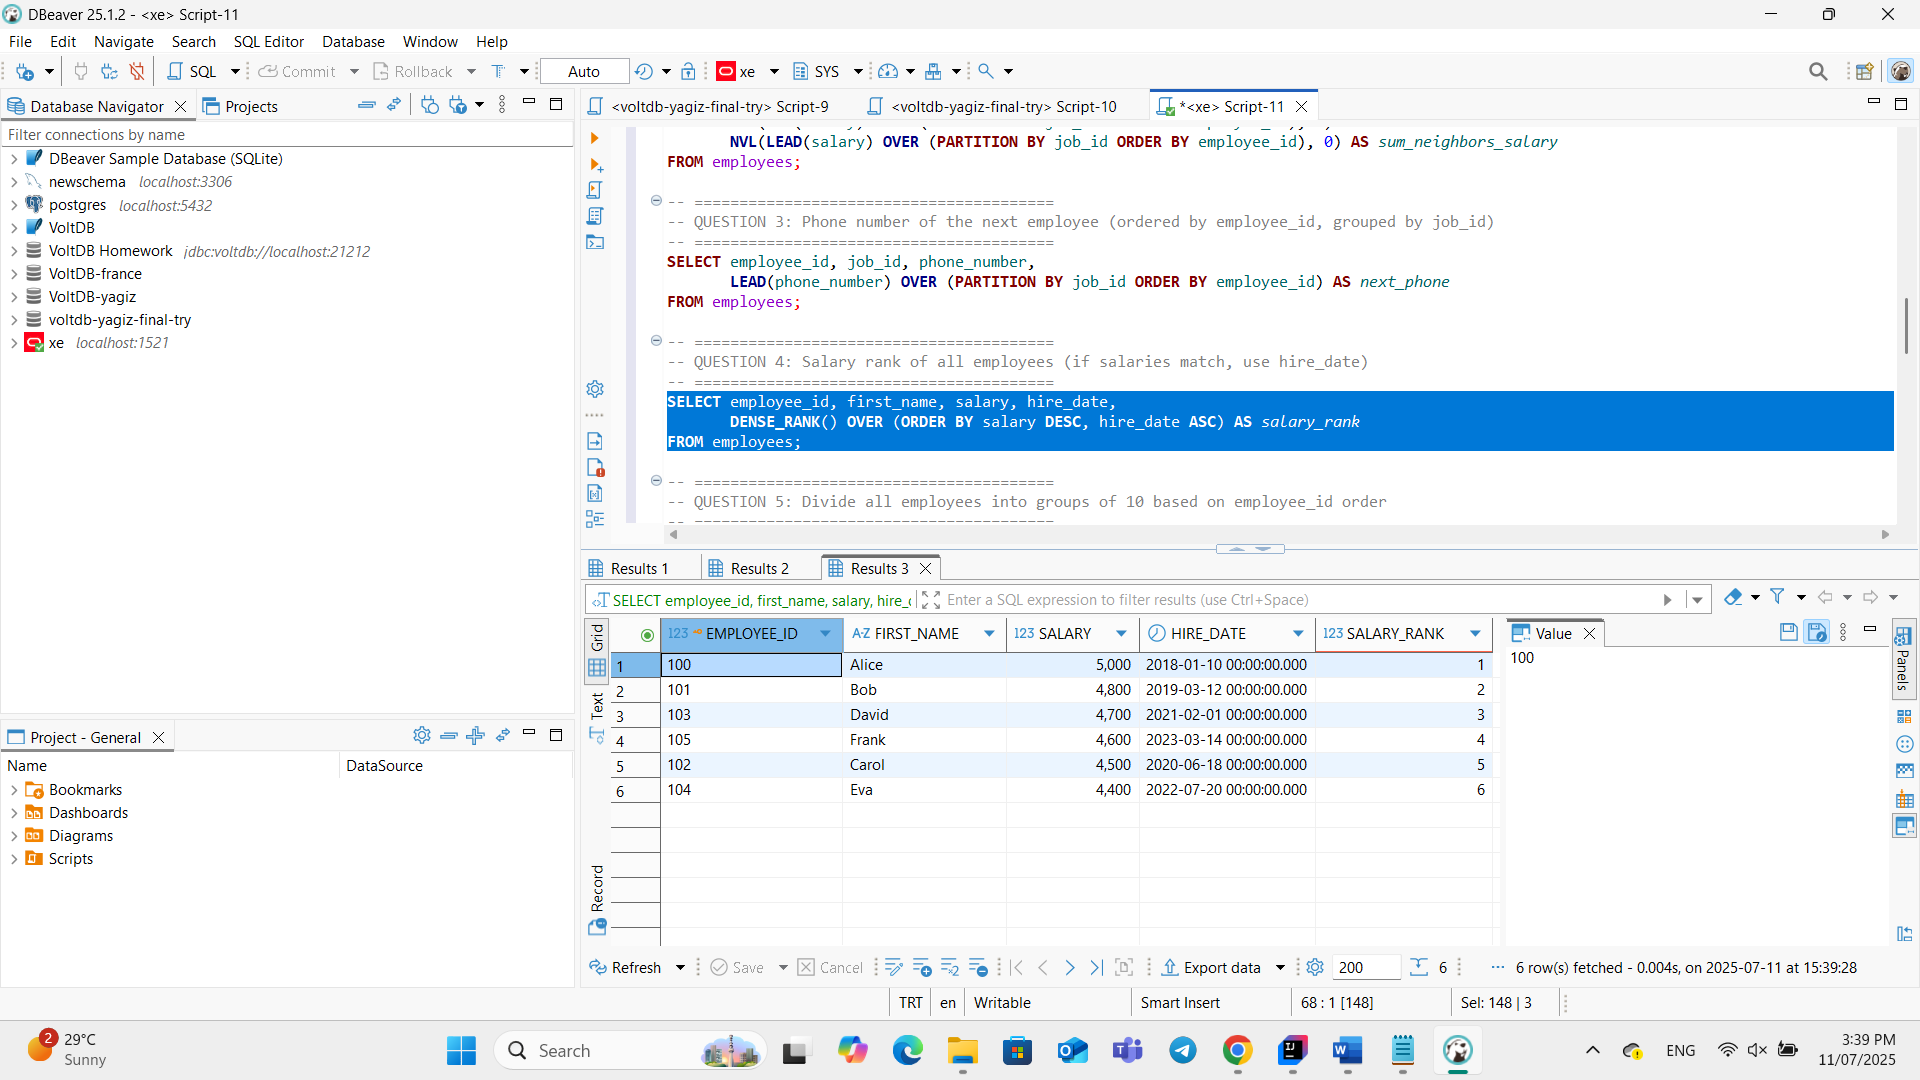 DBeaver 25.1.2 - <xe> Script-11
File Edit Navigate Search SQL Editor Database Window Help
SQL Commit Rollback T Auto xe SYS
Database Navigator Projects
Filter connections by name
DBeaver Sample Database (SQLite)
newschema localhost:3306
postgres localhost:5432
VoltDB
VoltDB Homework jdbc:voltdb://localhost:21212
VoltDB-france
VoltDB-yagiz
voltdb-yagiz-final-try
xe localhost:1521
Project - General
Name DataSource
Bookmarks
Dashboards
Diagrams
Scripts
<voltdb-yagiz-final-try> Script-9 <voltdb-yagiz-final-try> Script-10 *<xe> Script-11
NVL(LEAD(salary) OVER (PARTITION BY job_id ORDER BY employee_id), 0) AS sum_neighbors_salary
FROM employees;
-- ========================================
-- QUESTION 3: Phone number of the next employee (ordered by employee_id, grouped by job_id)
-- ========================================
SELECT employee_id, job_id, phone_number,
LEAD(phone_number) OVER (PARTITION BY job_id ORDER BY employee_id) AS next_phone
FROM employees;
-- ========================================
-- QUESTION 4: Salary rank of all employees (if salaries match, use hire_date)
-- ========================================
SELECT employee_id, first_name, salary, hire_date,
DENSE_RANK() OVER (ORDER BY salary DESC, hire_date ASC) AS salary_rank
FROM employees;
-- ========================================
-- QUESTION 5: Divide all employees into groups of 10 based on employee_id order
-- ========================================
Results 1 Results 2 Results 3
SELECT employee_id, first_name, salary, hire_ Enter a SQL expression to filter results (use Ctrl+Space)
Grid
Text
Record
123 EMPLOYEE_ID A-Z FIRST_NAME 123 SALARY HIRE_DATE 123 SALARY_RANK
1 100 Alice 5,000 2018-01-10 00:00:00.000 1
2 101 Bob 4,800 2019-03-12 00:00:00.000 2
3 103 David 4,700 2021-02-01 00:00:00.000 3
4 105 Frank 4,600 2023-03-14 00:00:00.000 4
5 102 Carol 4,500 2020-06-18 00:00:00.000 5
6 104 Eva 4,400 2022-07-20 00:00:00.000 6
Value
100
Panels
Refresh Save Cancel Export data 200 6 ··· 6 row(s) fetched - 0.004s, on 2025-07-11 at 15:39:28
TRT en Writable Smart Insert 68 : 1 [148] Sel: 148 | 3
2 29°C
Sunny
Search
ENG
3:39 PM
11/07/2025